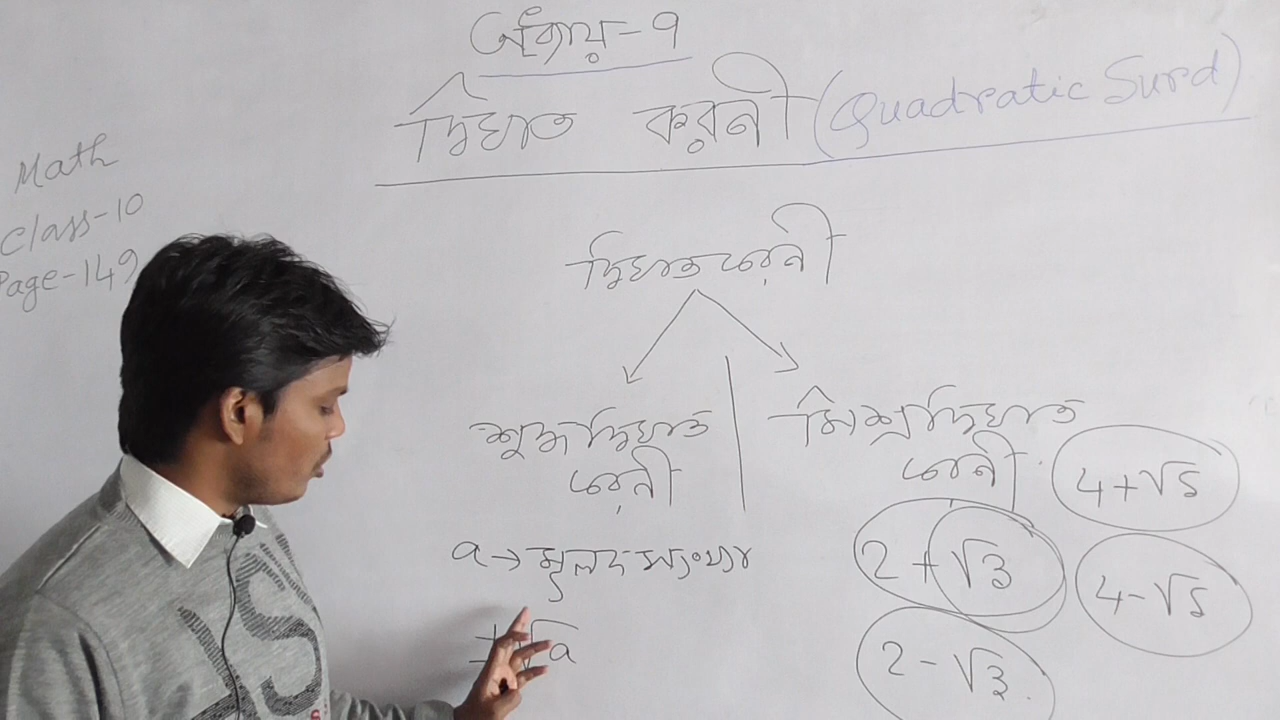 অধ্যায়-৭
দ্বিঘাত করণী (Quadratic Surd)
Math
Class-10
Page-149
দ্বিঘাত করণী
শুদ্ধ দ্বিঘাত
করণী
মিশ্র দ্বিঘাত
করণী
4+√5
a → মূলদ সংখ্যা
2+√3
4-√5
±√a
2-√3